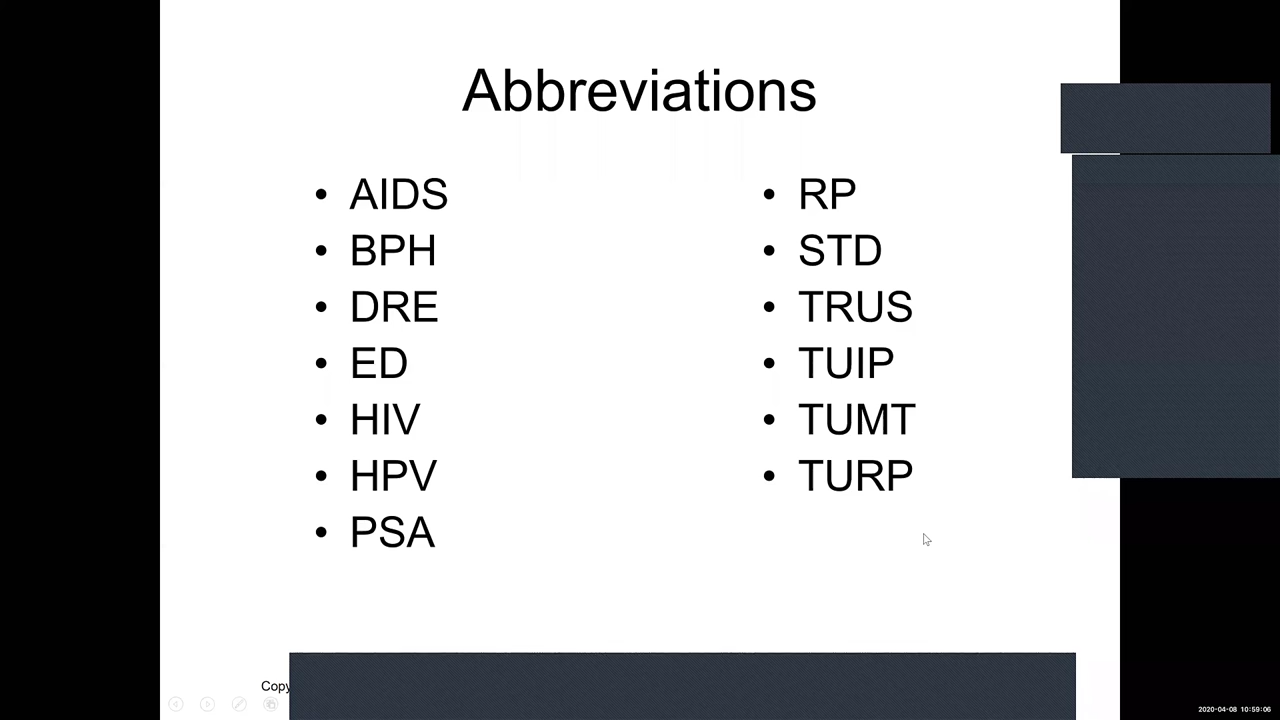 Abbreviations
• AIDS
• BPH
• DRE
• ED
• HIV
• HPV
• PSA
• RP
• STD
• TRUS
• TUIP
• TUMT
• TURP
Copy
2020-04-08 10:59:06